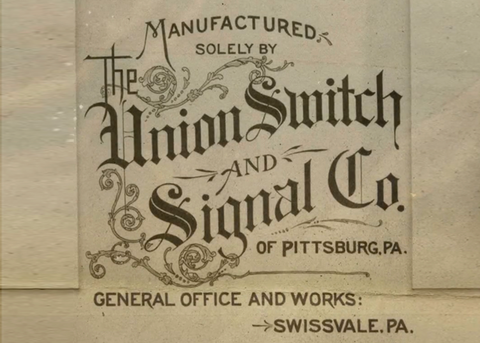 MANUFACTURED
SOLELY BY
The
Union Switch
AND
Signal Co.
OF PITTSBURG, PA.
GENERAL OFFICE AND WORKS:
SWISSVALE, PA.